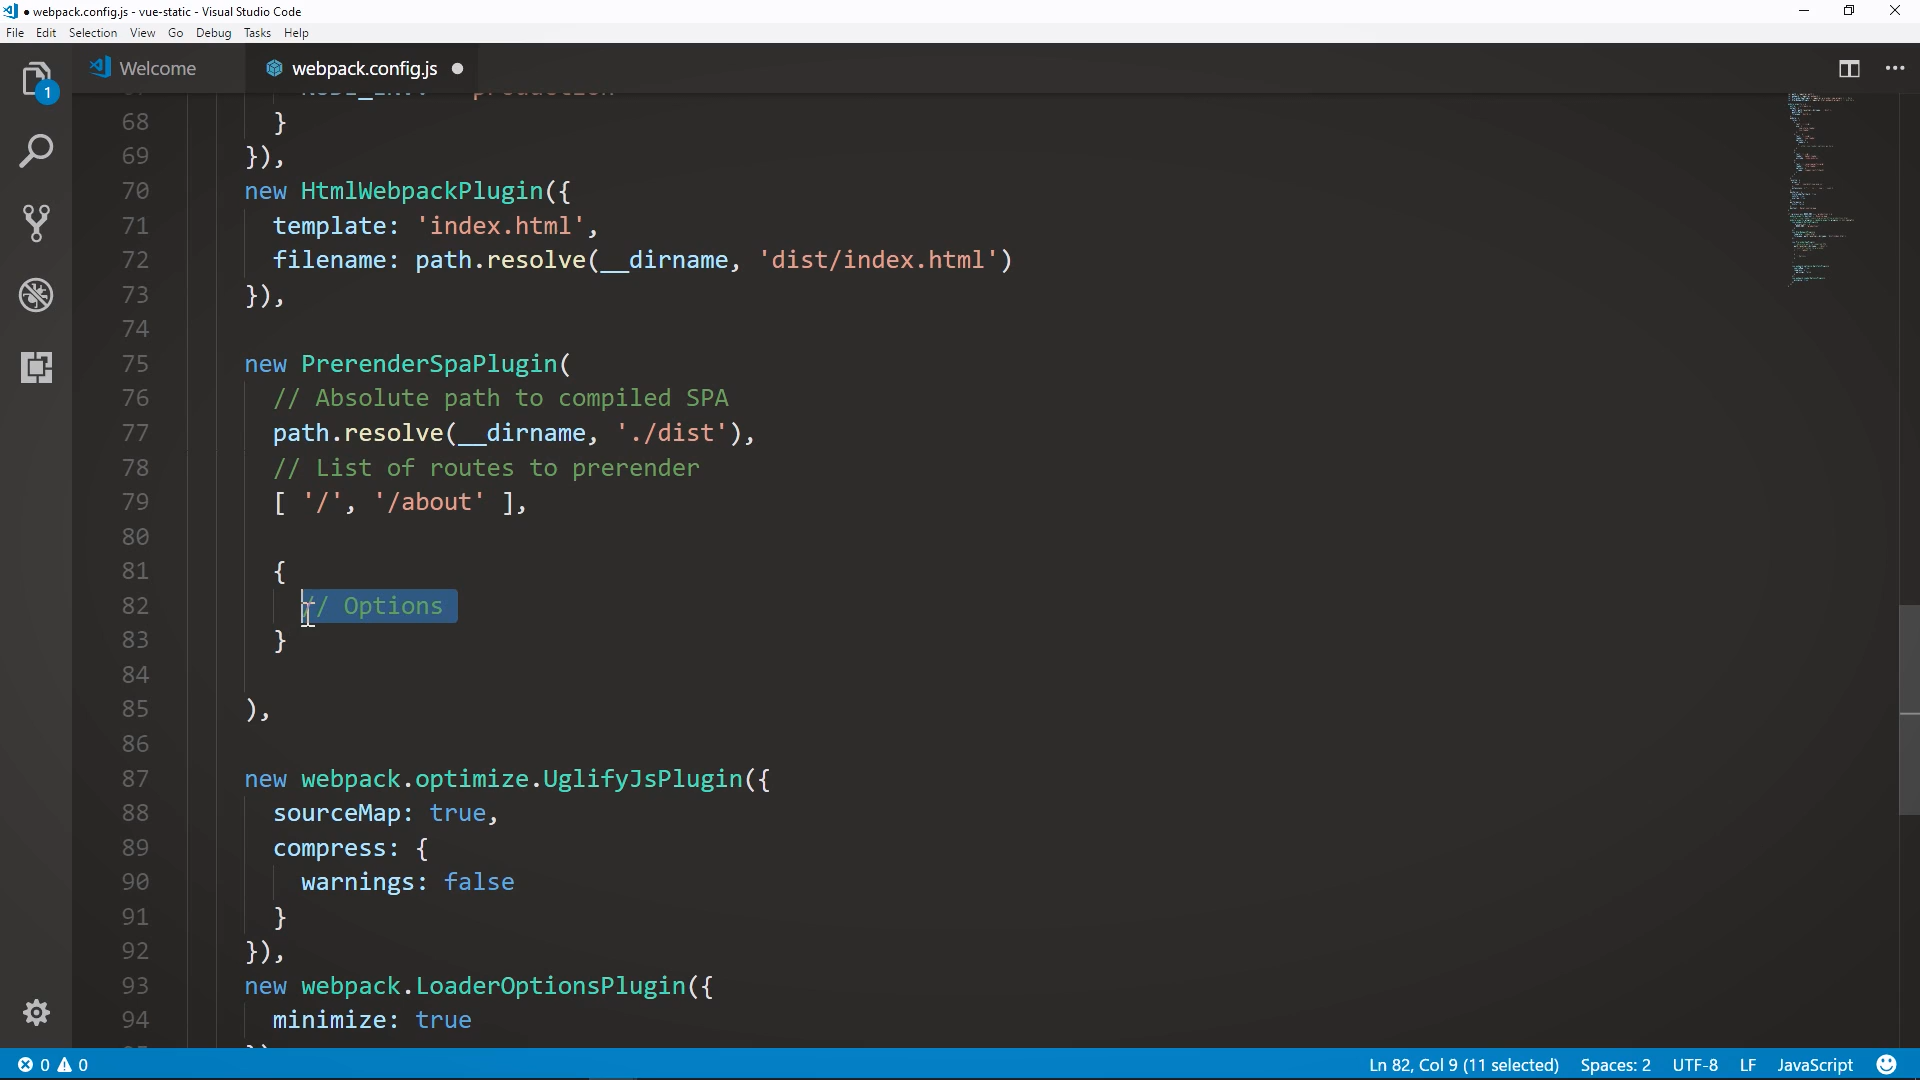 webpack.config.js - vue-static - Visual Studio Code
File Edit Selection View Go Debug Tasks Help
1
Welcome
webpack.config.js
68 }
69 }),
70 new HtmlWebpackPlugin({
71 template: 'index.html',
72 filename: path.resolve(__dirname, 'dist/index.html')
73 }),
74
75 new PrerenderSpaPlugin(
76 // Absolute path to compiled SPA
77 path.resolve(__dirname, './dist'),
78 // List of routes to prerender
79 [ '/', '/about' ],
80
81 {
82 // Options
83 }
84
85 ),
86
87 new webpack.optimize.UglifyJsPlugin({
88 sourceMap: true,
89 compress: {
90 warnings: false
91 }
92 }),
93 new webpack.LoaderOptionsPlugin({
94 minimize: true
0 0 Ln 82, Col 9 (11 selected) Spaces: 2 UTF-8 LF JavaScript